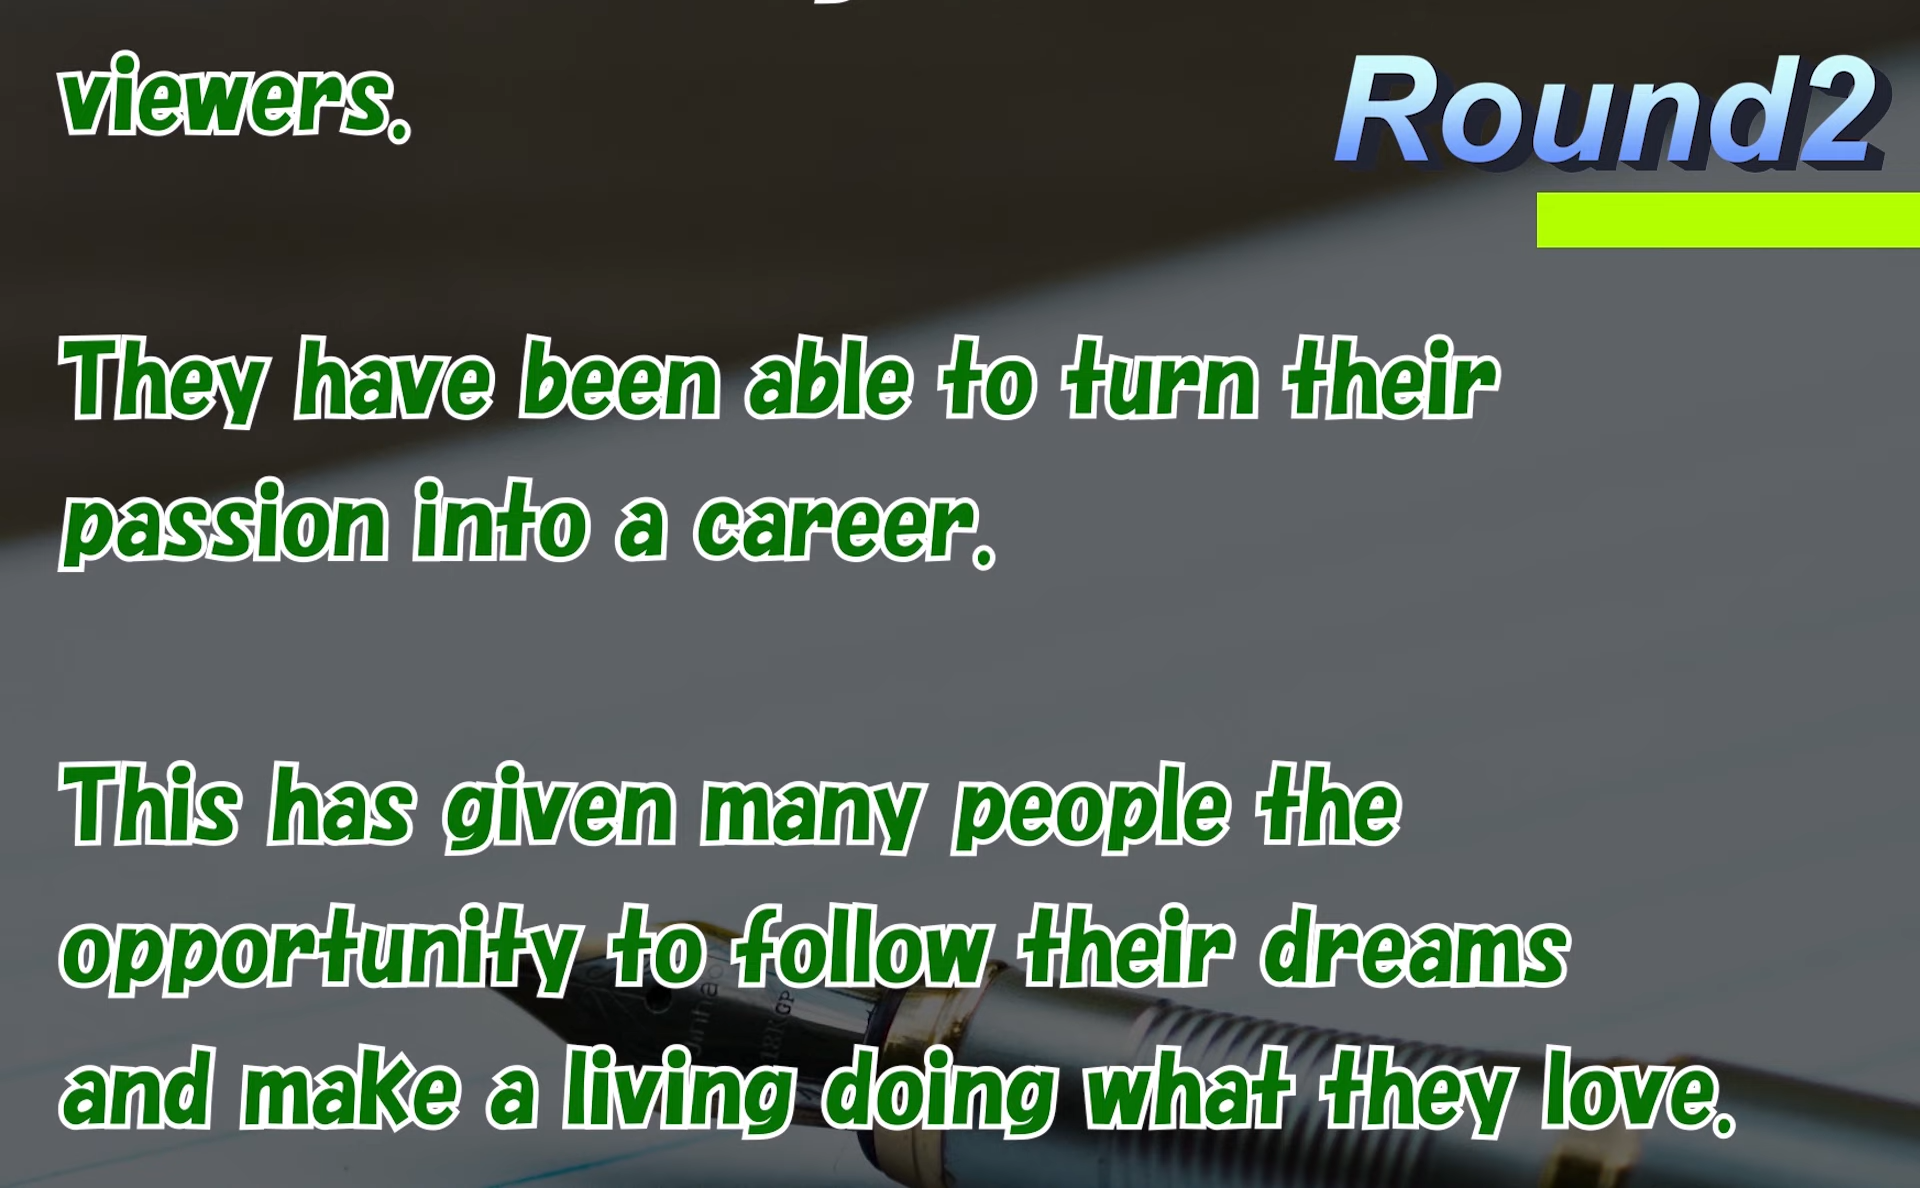 viewers.
Round2
They have been able to turn their
passion into a career.
This has given many people the
opportunity to follow their dreams
and make a living doing what they love.
18KGP